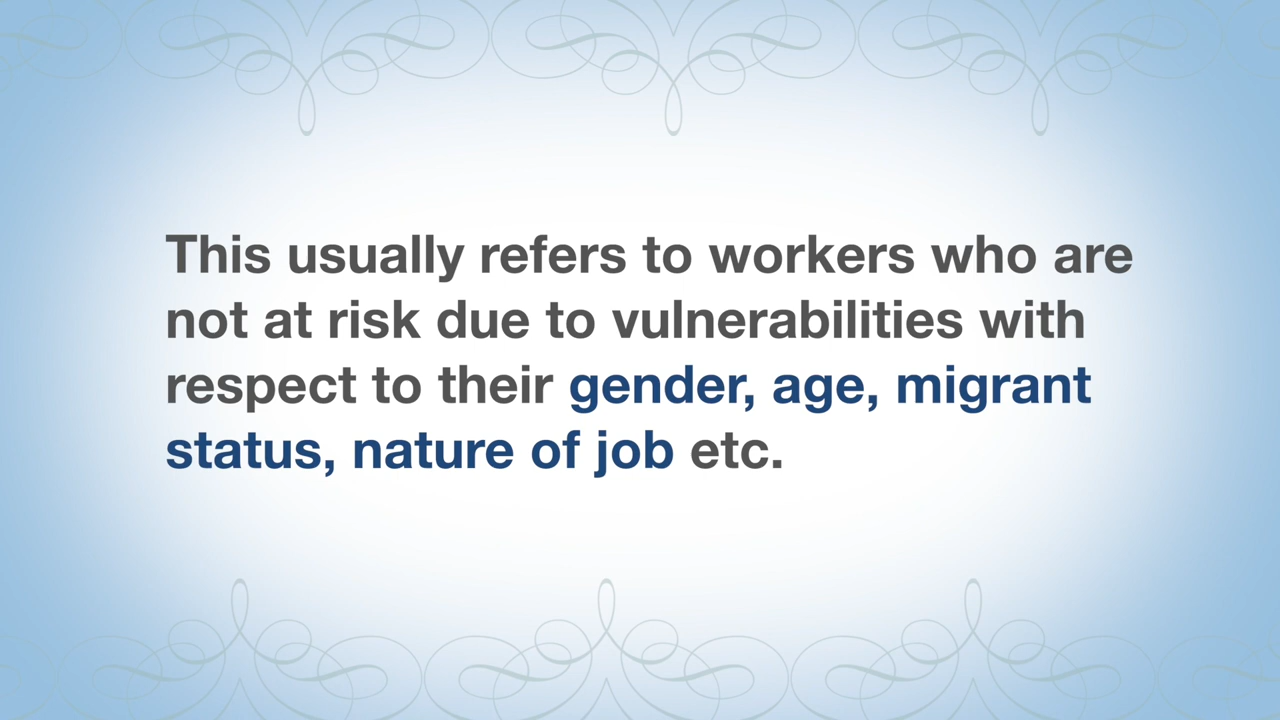 This usually refers to workers who are
not at risk due to vulnerabilities with
respect to their gender, age, migrant
status, nature of job etc.